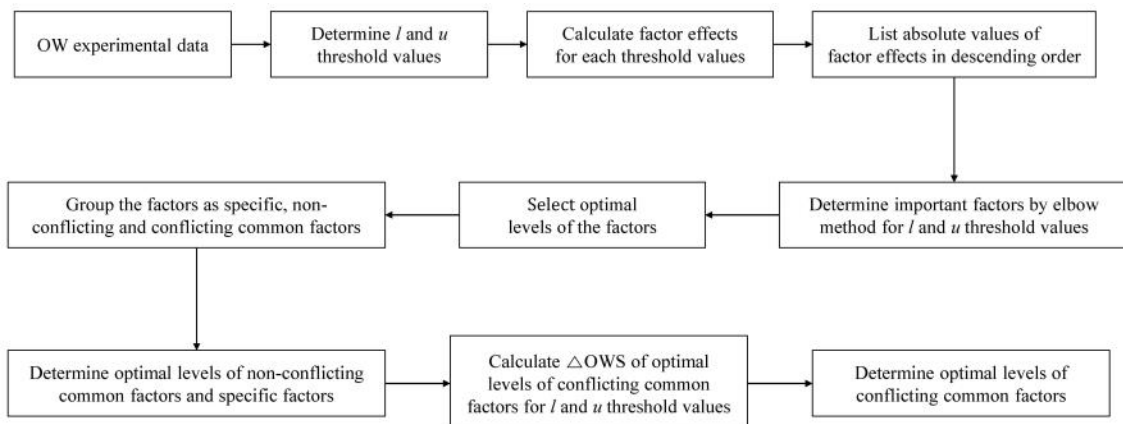 OW experimental data
Determine l and u
threshold values
Calculate factor effects
for each threshold values
List absolute values of
factor effects in descending order
Determine important factors by elbow
method for l and u threshold values
Select optimal
levels of the factors
Group the factors as specific, non-
conflicting and conflicting common factors
Determine optimal levels of non-conflicting
common factors and specific factors
Calculate △OWS of optimal
levels of conflicting common
factors for l and u threshold values
Determine optimal levels of
conflicting common factors